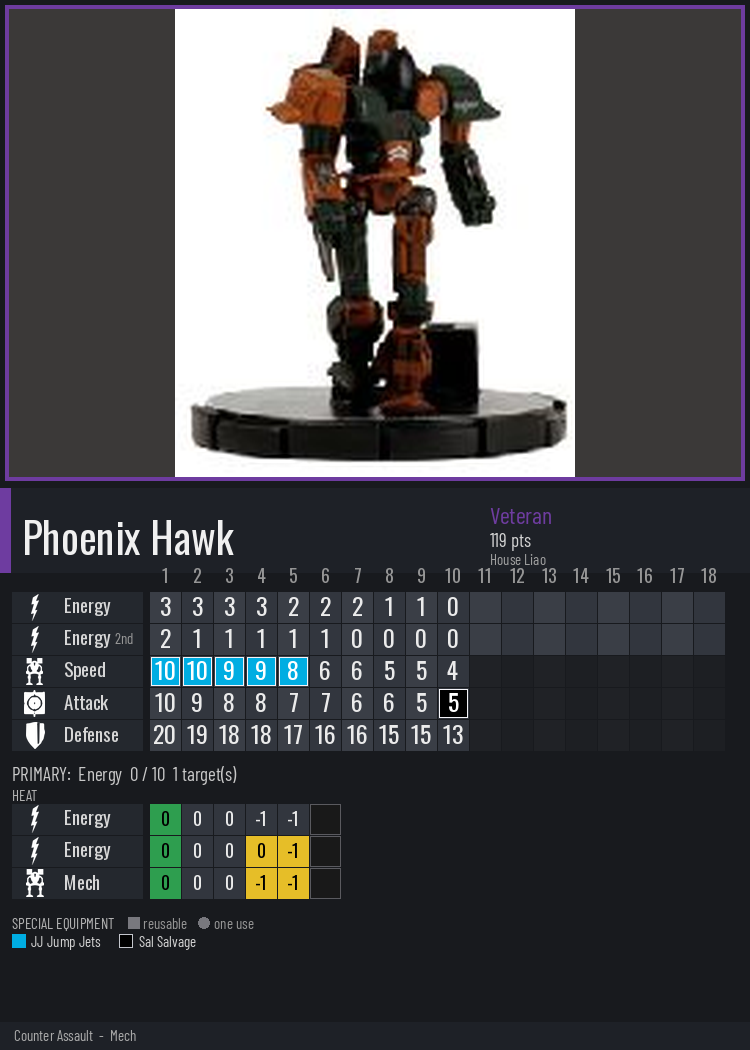 Phoenix Hawk
Veteran
119 pts
House Liao
1 2 3 4 5 6 7 8 9 10 11 12 13 14 15 16 17 18
Energy 3 3 3 3 2 2 2 1 1 0
Energy 2nd 2 1 1 1 1 1 0 0 0 0
Speed 10 10 9 9 8 6 6 5 5 4
Attack 10 9 8 8 7 7 6 6 5 5
Defense 20 19 18 18 17 16 16 15 15 13
PRIMARY: Energy 0 / 10 1 target(s)
HEAT
Energy 0 0 0 -1 -1
Energy 0 0 0 0 -1
Mech 0 0 0 -1 -1
SPECIAL EQUIPMENT reusable one use
JJ Jump Jets Sal Salvage
Counter Assault - Mech